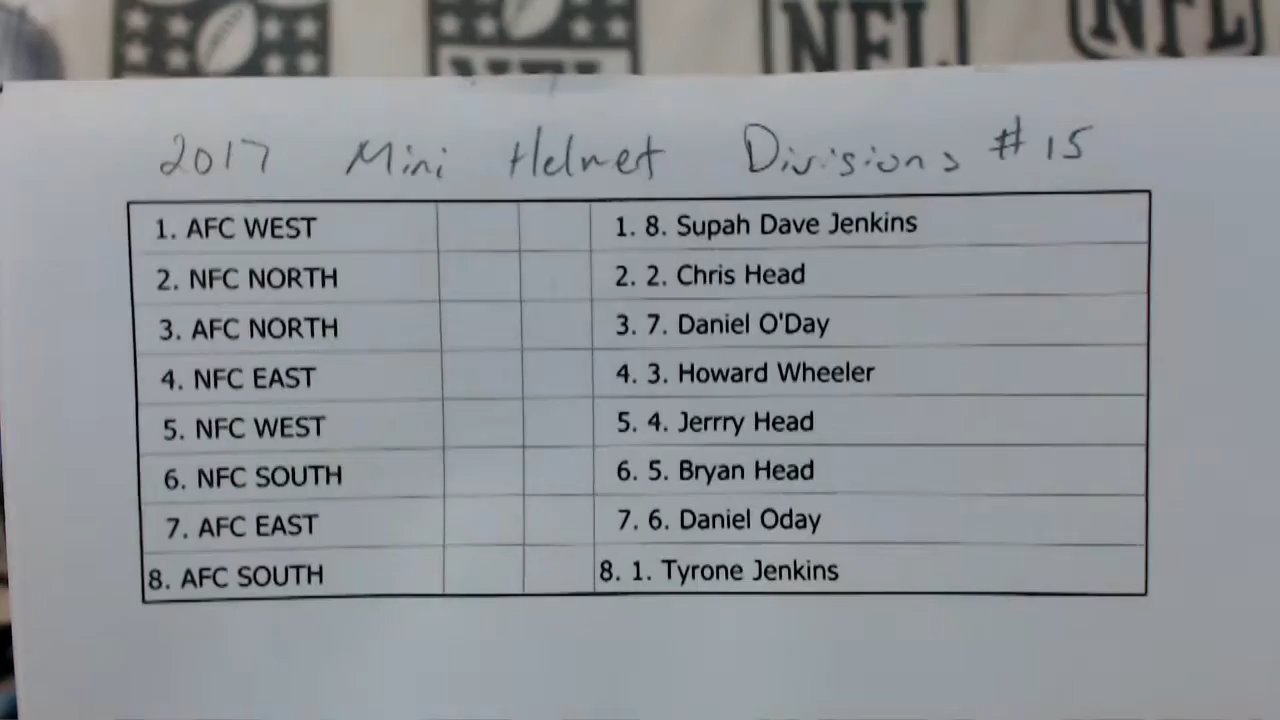 NFL NFL NFL
2017 Mini Helmet Divisions #15
1. AFC WEST 1. 8. Supah Dave Jenkins
2. NFC NORTH 2. 2. Chris Head
3. AFC NORTH 3. 7. Daniel O'Day
4. NFC EAST 4. 3. Howard Wheeler
5. NFC WEST 5. 4. Jerrry Head
6. NFC SOUTH 6. 5. Bryan Head
7. AFC EAST 7. 6. Daniel Oday
8. AFC SOUTH 8. 1. Tyrone Jenkins